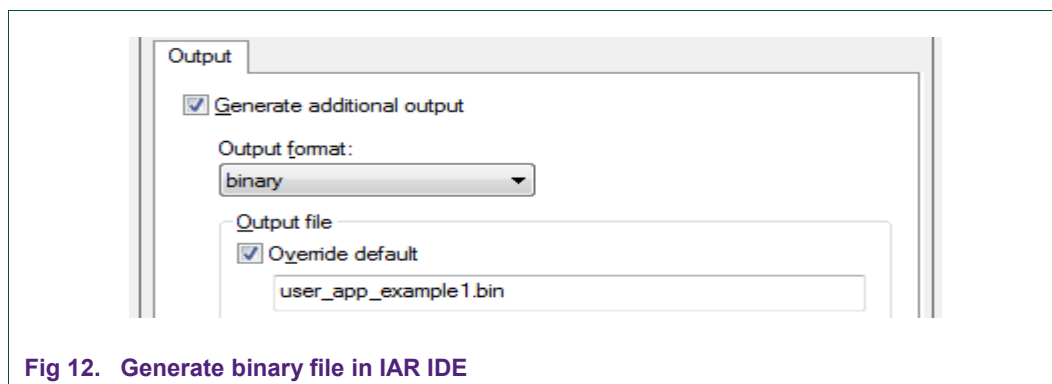 Output
Generate additional output
Output format:
binary
Output file
Override default
user_app_example1.bin
Fig 12. Generate binary file in IAR IDE